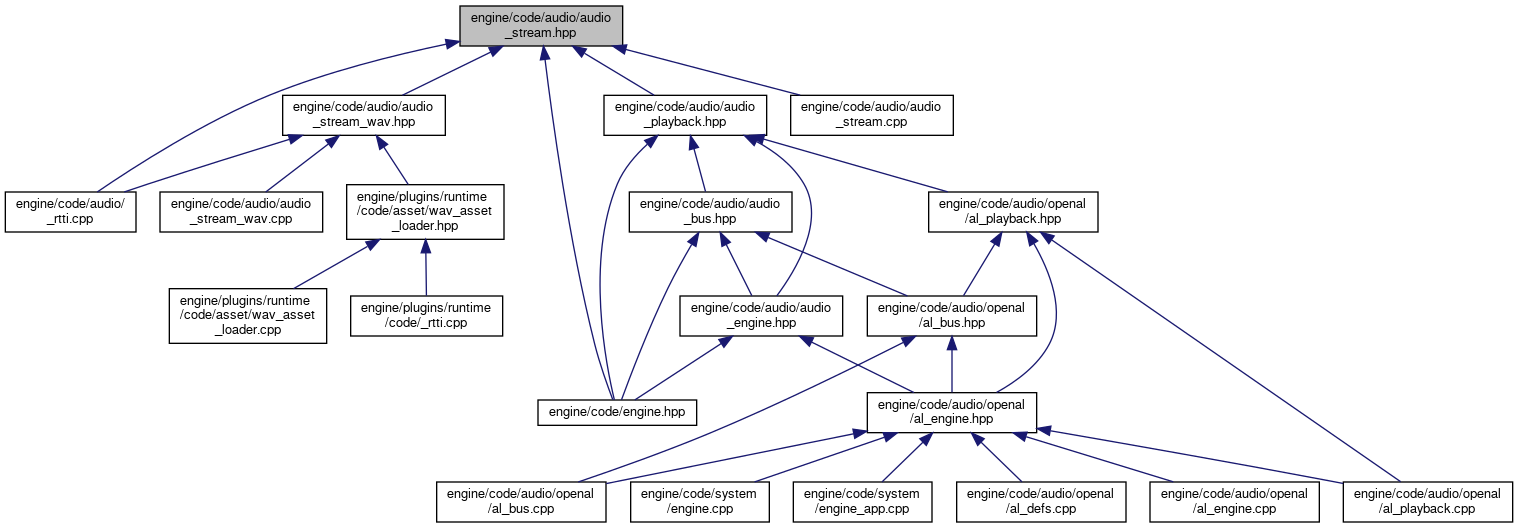 engine/code/audio/audio
_stream.hpp
engine/code/audio/audio
_stream_wav.hpp
engine/code/audio/audio
_playback.hpp
engine/code/audio/audio
_stream.cpp
engine/code/audio/
_rtti.cpp
engine/code/audio/audio
_stream_wav.cpp
engine/plugins/runtime
/code/asset/wav_asset
_loader.hpp
engine/code/audio/audio
_bus.hpp
engine/code/audio/openal
/al_playback.hpp
engine/plugins/runtime
/code/asset/wav_asset
_loader.cpp
engine/plugins/runtime
/code/_rtti.cpp
engine/code/audio/audio
_engine.hpp
engine/code/audio/openal
/al_bus.hpp
engine/code/engine.hpp
engine/code/audio/openal
/al_engine.hpp
engine/code/audio/openal
/al_bus.cpp
engine/code/system
/engine.cpp
engine/code/system
/engine_app.cpp
engine/code/audio/openal
/al_defs.cpp
engine/code/audio/openal
/al_engine.cpp
engine/code/audio/openal
/al_playback.cpp